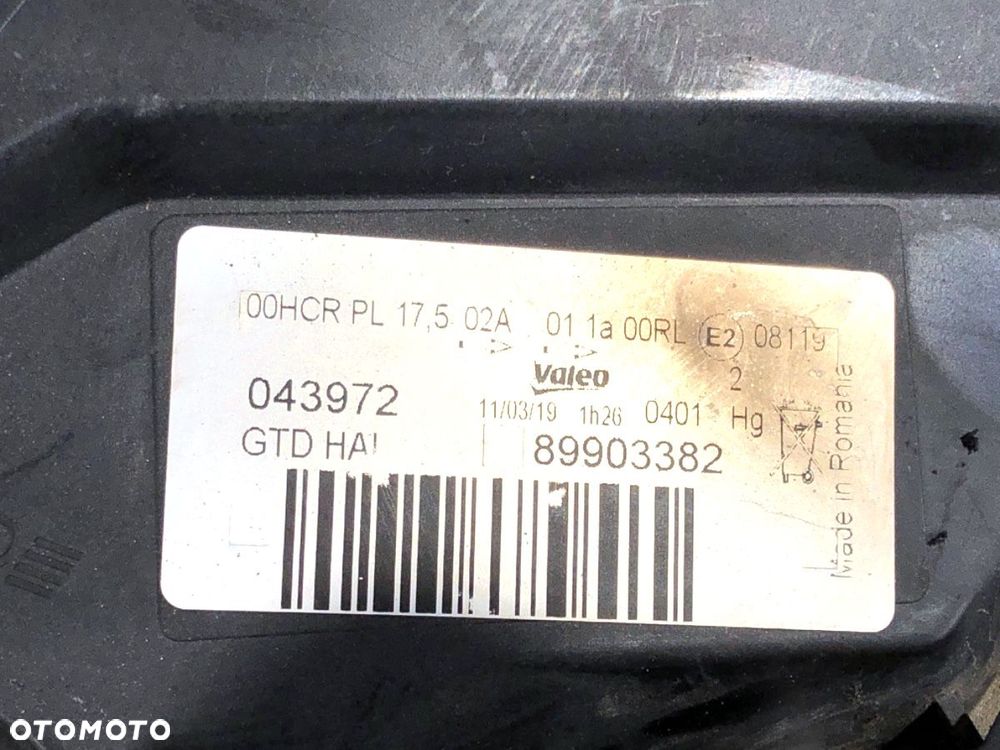 00HCR PL 17,5 02A 01 1a 00RL E2 08119
Valeo
2
043972
11/03/19 1h26 0401 Hg
GTD
89903382
Made in Romania
OTOMOTO